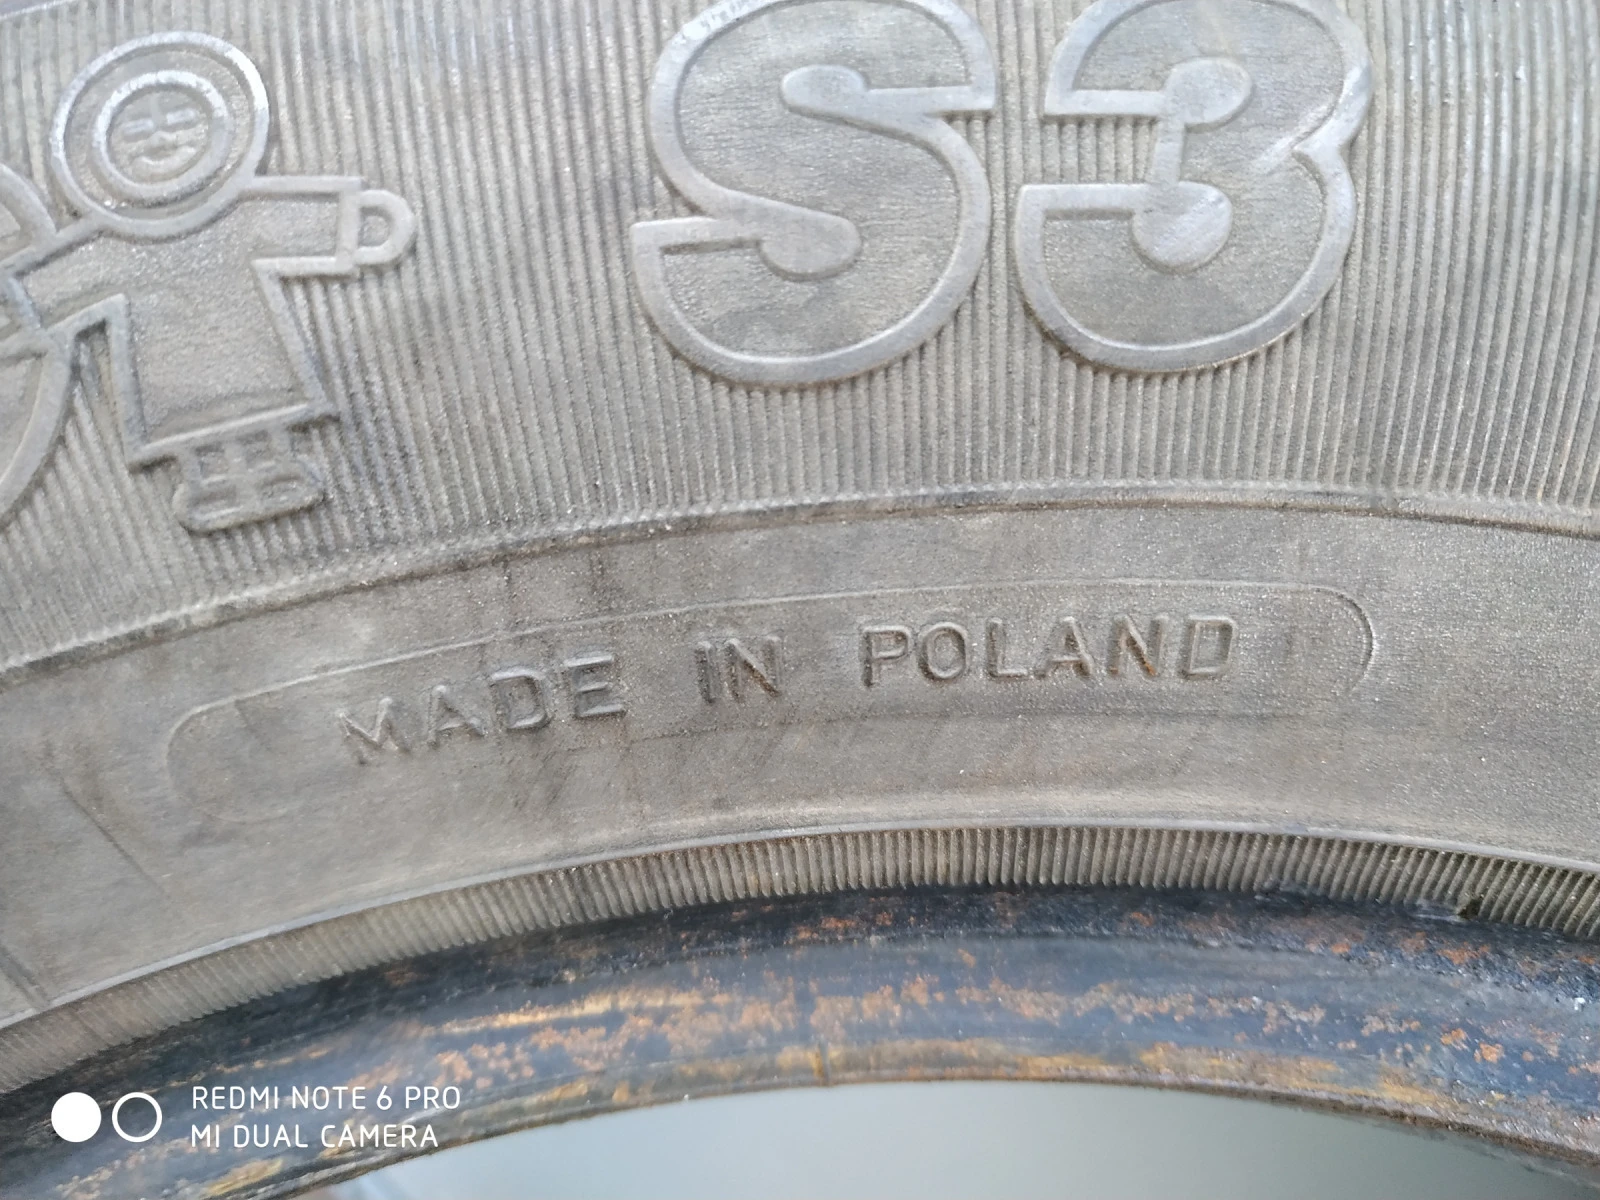 S3
MADE IN POLAND
REDMI NOTE 6 PRO
MI DUAL CAMERA